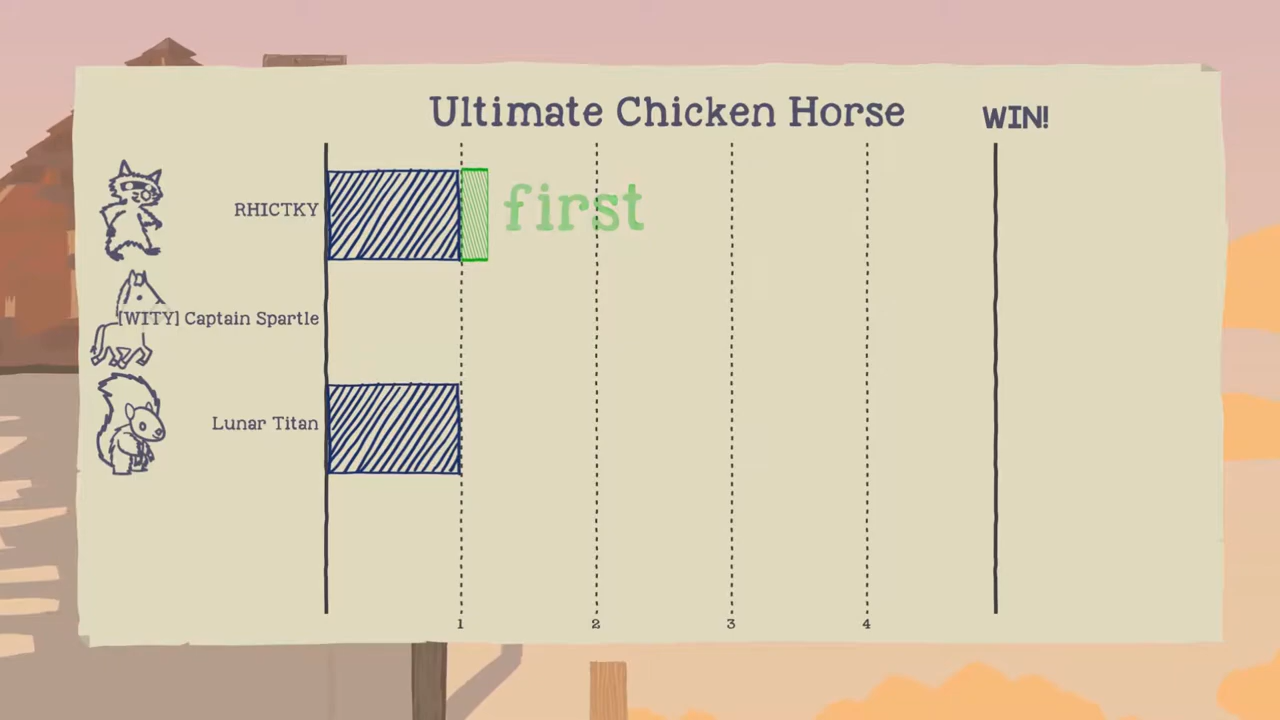 Ultimate Chicken Horse
WIN!
RHICTKY
first
[WITY] Captain Spartle
Lunar Titan
1 2 3 4